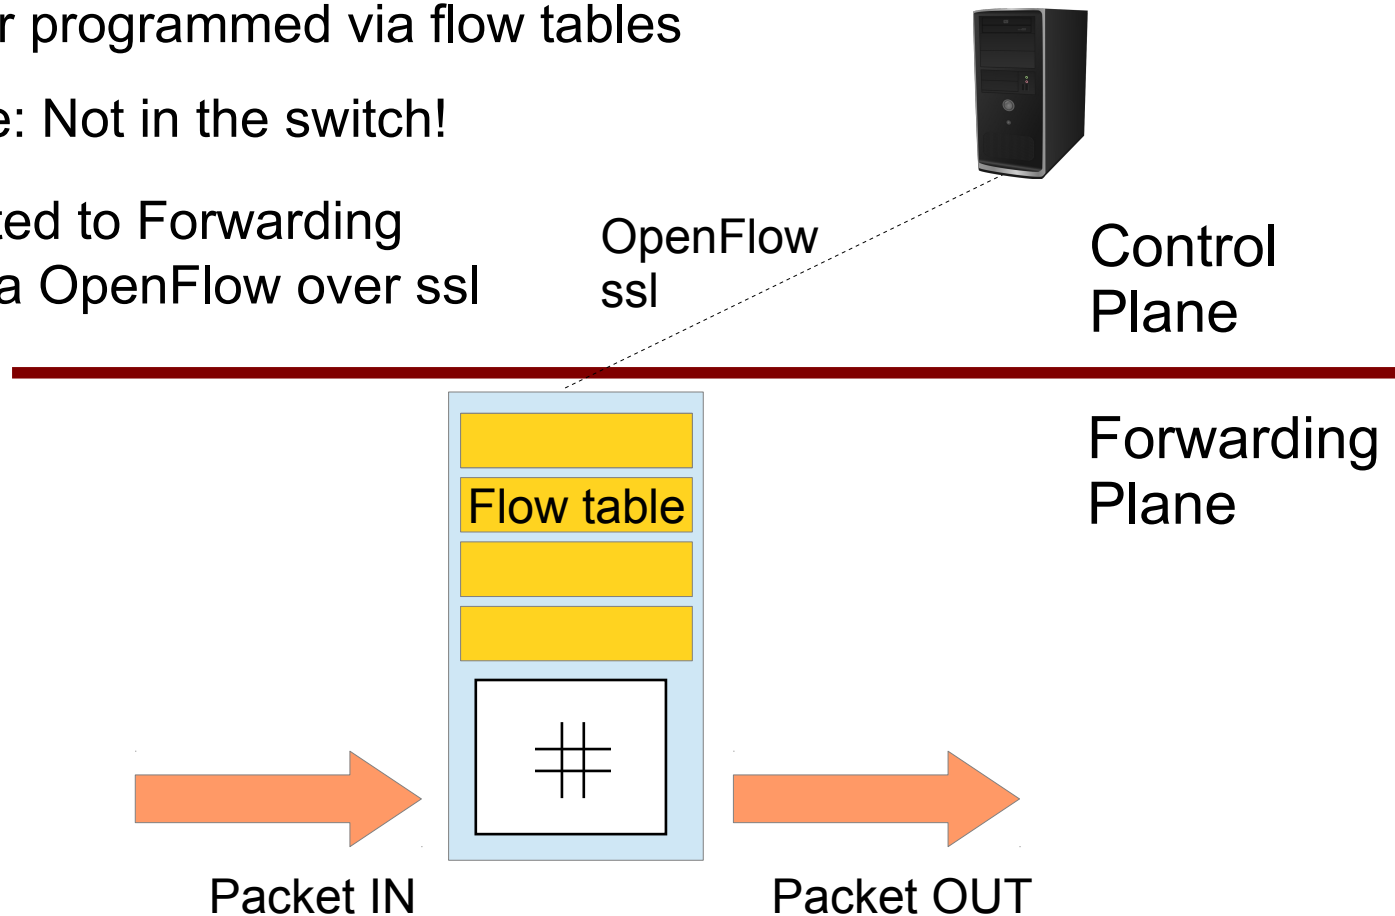 r programmed via flow tables
e: Not in the switch!
ted to Forwarding
a OpenFlow over ssl
OpenFlow
ssl
Control
Plane
Forwarding
Plane
Flow table
Packet IN
Packet OUT